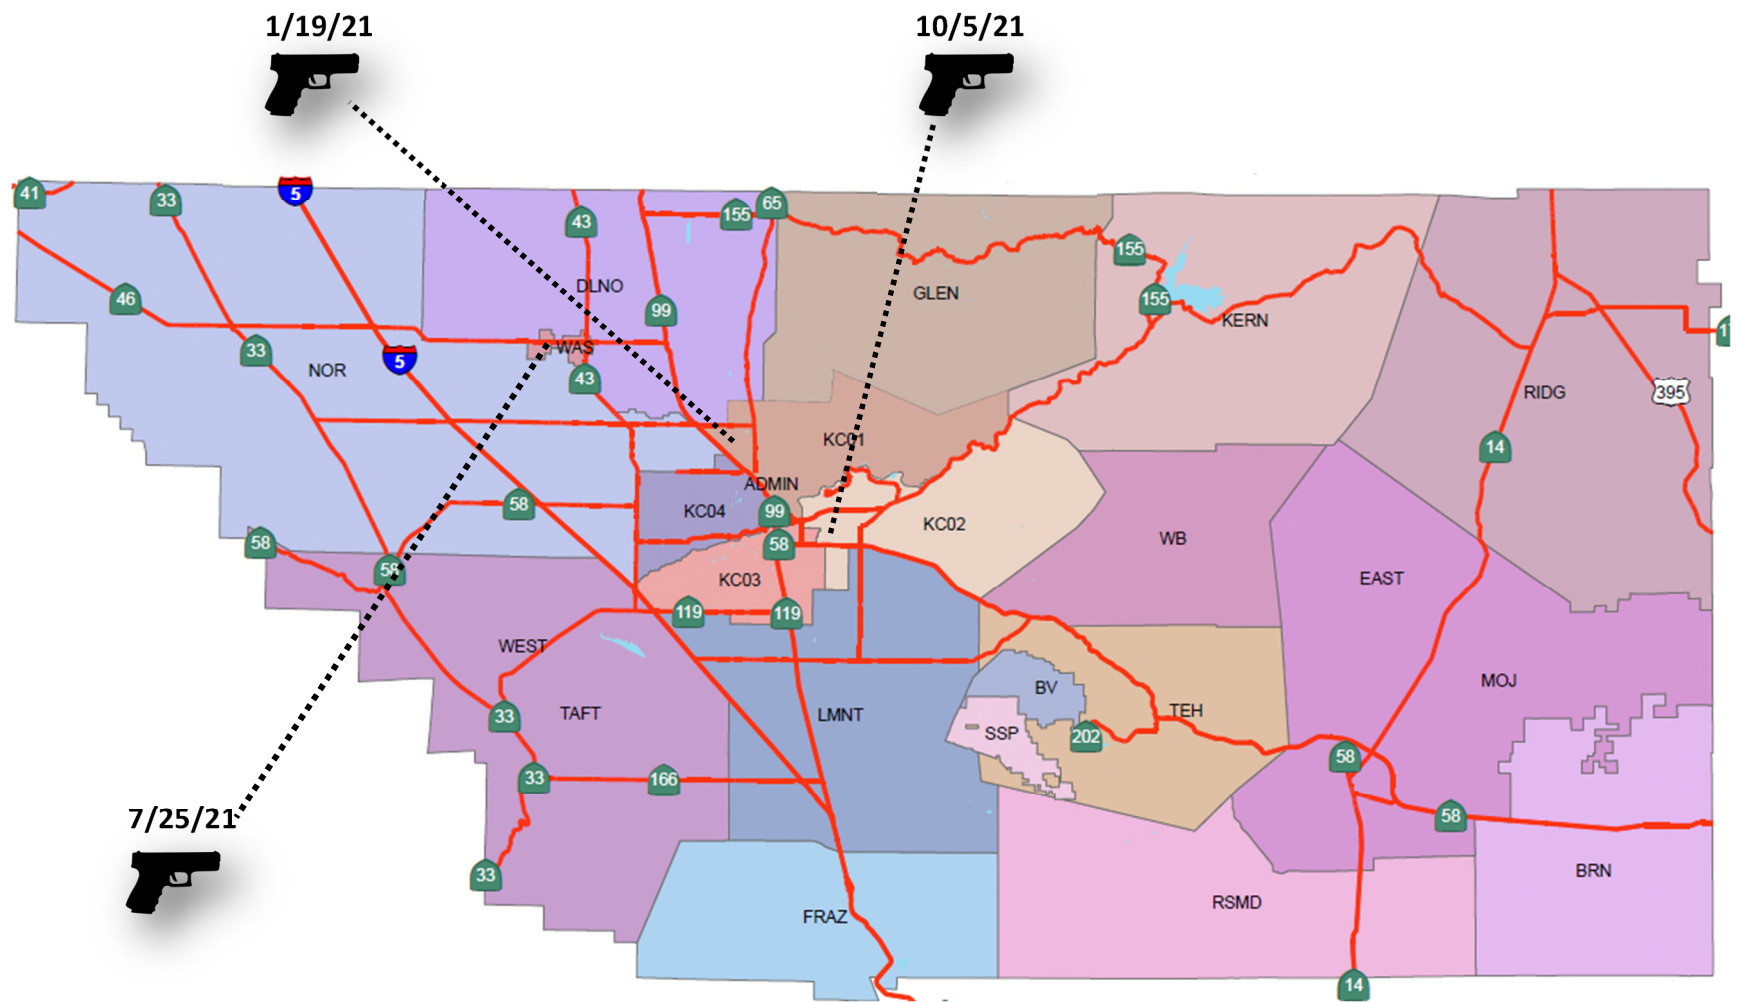 1/19/21
10/5/21
41
33
5
43
155
65
155
46
DLNO
99
GLEN
155
KERN
17
33
NOR
5
WAS
43
RIDG
395
KC01
14
ADMIN
58
KC04
99
KC02
WB
58
58
58
KC03
EAST
119
119
WEST
BV
MOJ
33
TAFT
LMNT
SSP
202
TEH
58
33
166
7/25/21
58
33
BRN
FRAZ
RSMD
14